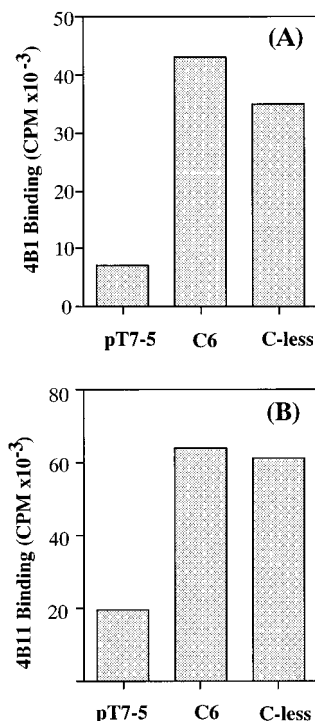 (A)
50
40
30
20
10
0
4B1 Binding (CPM x10-3)
pT7-5 C6 C-less
(B)
80
60
40
20
4B11 Binding (CPM x10-3)
pT7-5 C6 C-less